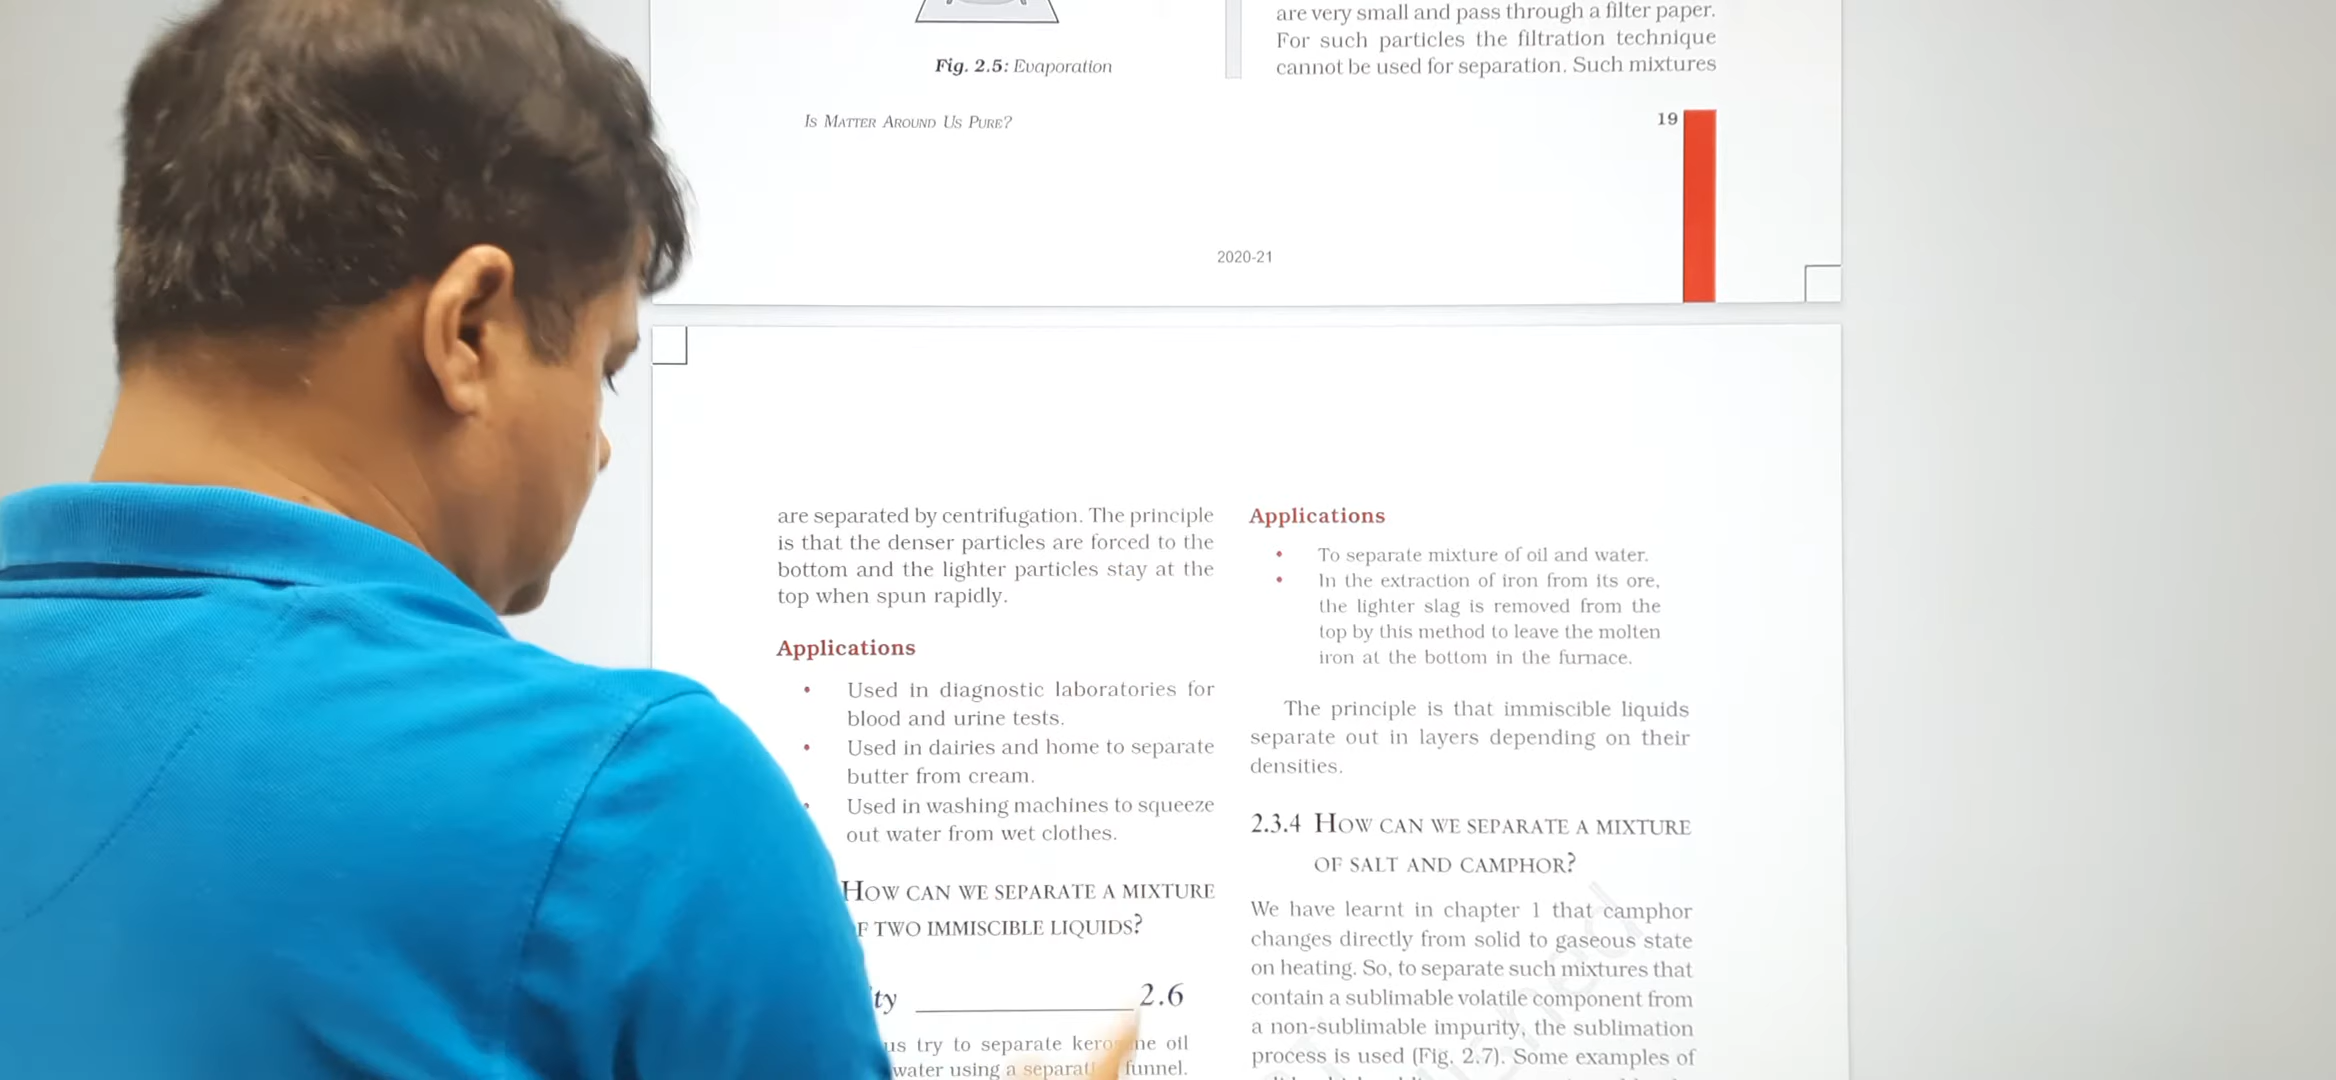 Fig. 2.5: Evaporation
are very small and pass through a filter paper.
For such particles the filtration technique
cannot be used for separation. Such mixtures
Is Matter Around Us Pure?
19
2020-21
are separated by centrifugation. The principle
is that the denser particles are forced to the
bottom and the lighter particles stay at the
top when spun rapidly.
Applications
• Used in diagnostic laboratories for
blood and urine tests.
• Used in dairies and home to separate
butter from cream.
• Used in washing machines to squeeze
out water from wet clothes.
How can we separate a mixture
F two immiscible liquids?
ty 2.6
us try to separate ne oil
water using a funnel.
Applications
• To separate mixture of oil and water.
• In the extraction of iron from its ore,
the lighter slag is removed from the
top by this method to leave the molten
iron at the bottom in the furnace.
The principle is that immiscible liquids
separate out in layers depending on their
densities.
2.3.4 How can we separate a mixture
of salt and camphor?
We have learnt in chapter 1 that camphor
changes directly from solid to gaseous state
on heating. So, to separate such mixtures that
contain a sublimable volatile component from
a non-sublimable impurity, the sublimation
process is used (Fig. 2.7). Some examples of